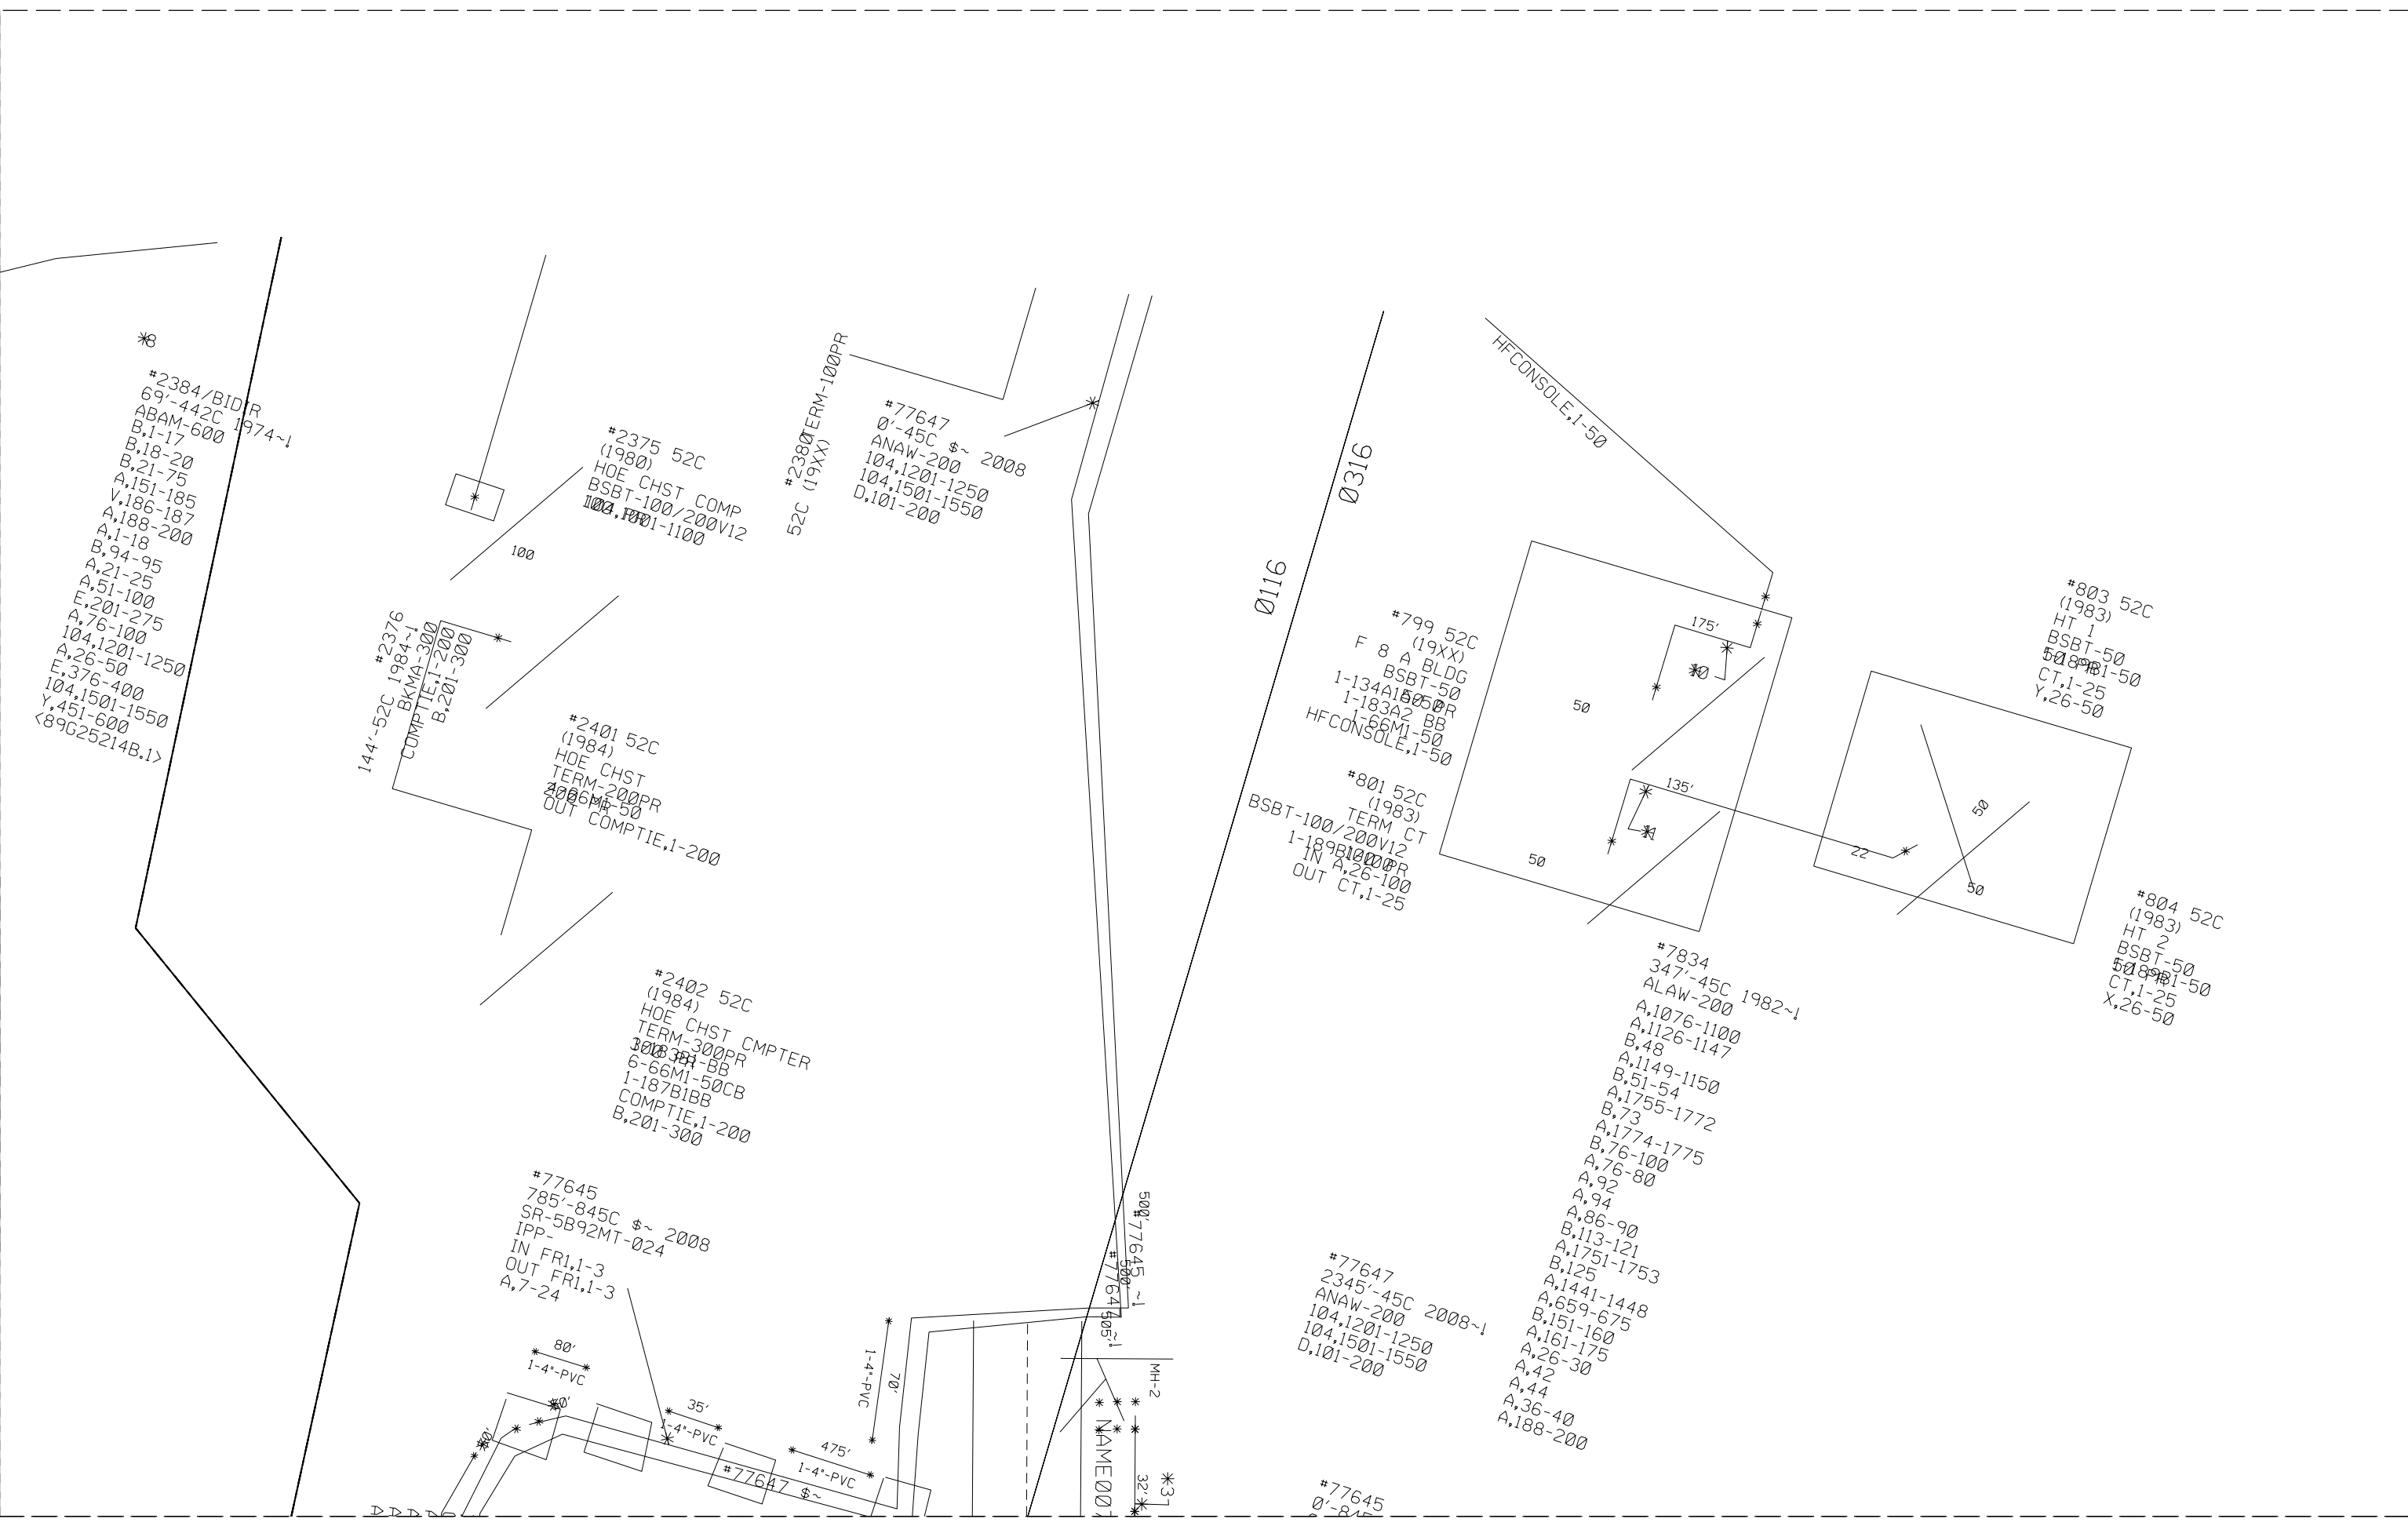 *8
#2384/BIDIR
69'-442C 1974~!
ABAM-600
B,1-17
B,18-20
B,21-75
A,151-185
V,186-187
A,188-200
A,1-18
B,94-95
A,21-25
A,51-100
E,201-275
A,76-100
104,1201-1250
A,26-50
E,376-400
104,1501-1550
Y,451-600
<89G25214B.1>
#2375 52C
(1980)
HOE CHST COMP
BSBT-100/200V12
100
#2376
144'-52C 1984~!
BKMA-300
COMPTIE,1-200
B,201-300
#2401 52C
(1984)
HOE CHST
TERM-200PR
OUT COMPTIE,1-200
#2402 52C
(1984)
HOE CHST CMPTER
TERM-300PR
6-66M1-50CB
1-187B1BB
COMPTIE,1-200
B,201-300
#77645
785'-845C $~ 2008
SR-5B92MT-024
IPP-
IN FR1,1-3
OUT FR1,1-3
A,7-24
80'
1-4"-PVC
35'
1-4"-PVC
475'
1-4"-PVC
#77647 $~
70'
1-4"-PVC
#2380
TERM-100PR
52C (19XX)
#77647
0'-45C $~ 2008
ANAW-200
104,1201-1250
104,1501-1550
D,101-200
500'
#77645 ~!
500'
#77647 ~!
505'
MH-2
32'
*3
0316
0116
HFCONSOLE,1-50
#799 52C
(19XX)
F 8 A BLDG
BSBT-50
1-183A2 BB
1-66M1-50
HFCONSOLE,1-50
#801 52C
(1983)
TERM CT
BSBT-100/200V12
IN A,26-100
OUT CT,1-25
175'
50
135'
50
22
50
50
#803 52C
(1983)
HT 1
BSBT-50
CT,1-25
Y,26-50
#804 52C
(1983)
HT 2
BSBT-50
CT,1-25
X,26-50
#7834
347'-45C 1982~!
ALAW-200
A,1076-1100
A,1126-1147
B,48
A,1149-1150
B,51-54
A,1755-1772
B,73
A,1774-1775
B,76-100
A,76-80
A,92
A,94
A,86-90
B,113-121
A,1751-1753
B,125
A,1441-1448
A,659-675
B,151-160
A,161-175
A,26-30
A,42
A,44
A,36-40
A,188-200
#77647
2345'-45C 2008~!
ANAW-200
104,1201-1250
104,1501-1550
D,101-200
#77645